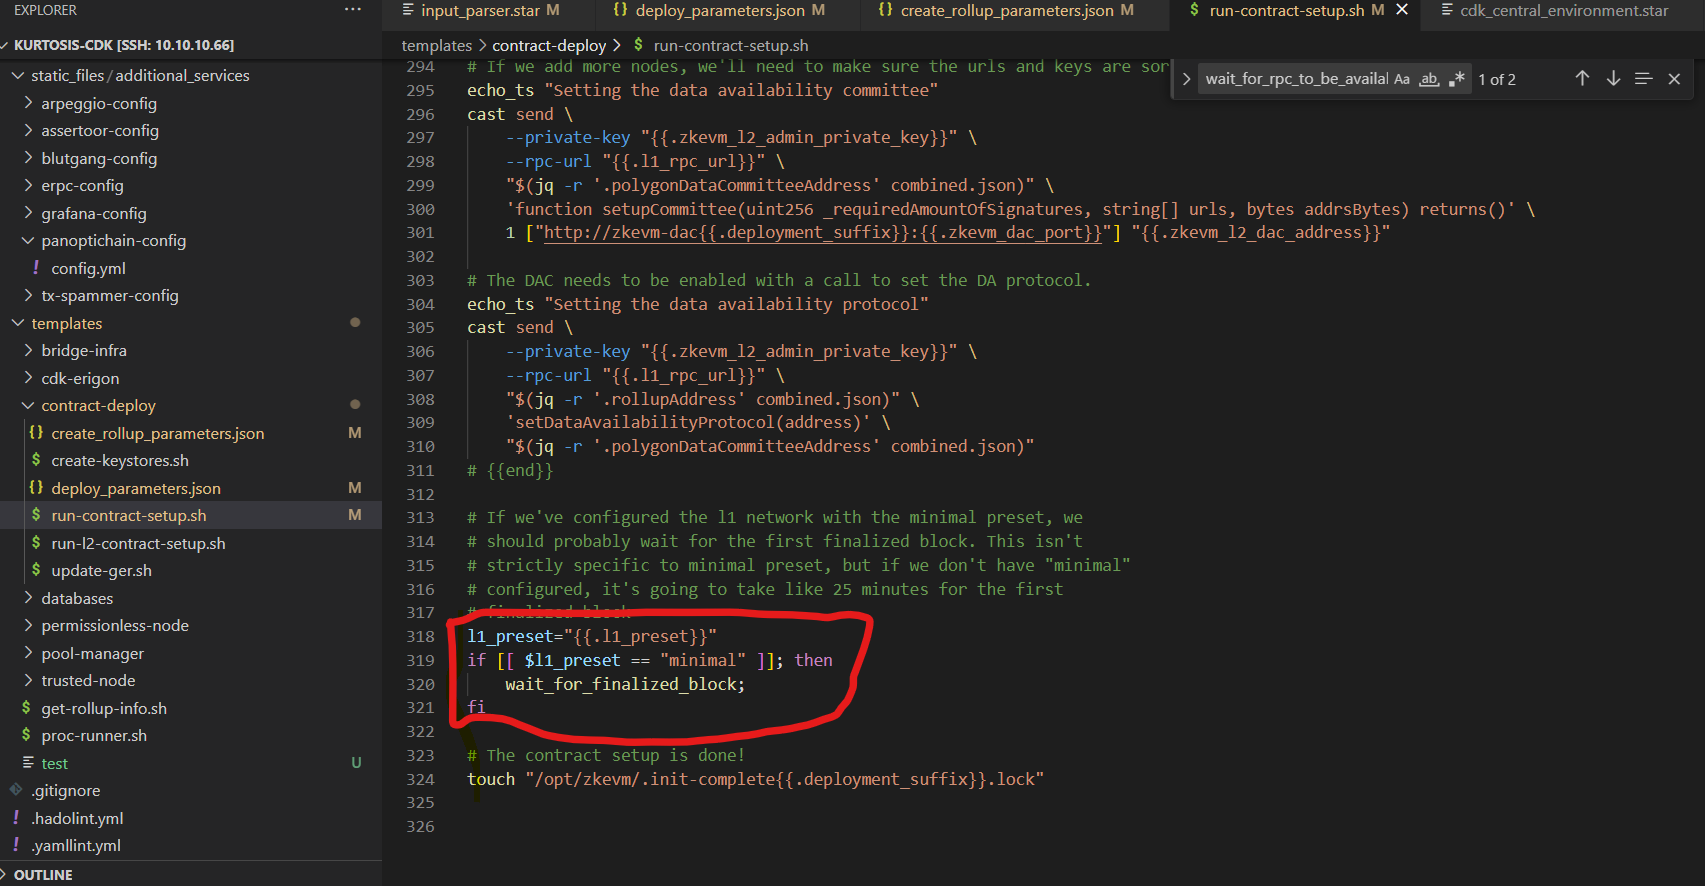 EXPLORER
···
KURTOSIS-CDK [SSH: 10.10.10.66]
static_files / additional_services
arpeggio-config
assertoor-config
blutgang-config
erpc-config
grafana-config
panoptichain-config
! config.yml
tx-spammer-config
templates
bridge-infra
cdk-erigon
contract-deploy
{} create_rollup_parameters.json M
$ create-keystores.sh
{} deploy_parameters.json M
$ run-contract-setup.sh M
$ run-l2-contract-setup.sh
$ update-ger.sh
databases
permissionless-node
pool-manager
trusted-node
$ get-rollup-info.sh
$ proc-runner.sh
test U
.gitignore
! .hadolint.yml
! .yamllint.yml
OUTLINE
input_parser.star M
{} deploy_parameters.json M
{} create_rollup_parameters.json M
$ run-contract-setup.sh M
cdk_central_environment.star
templates > contract-deploy > $ run-contract-setup.sh
wait_for_rpc_to_be_availal Aa ab .* 1 of 2
294 # If we add more nodes, we'll need to make sure the urls and keys are sor
295 echo_ts "Setting the data availability committee"
296 cast send \
297 --private-key "{{.zkevm_l2_admin_private_key}}" \
298 --rpc-url "{{.l1_rpc_url}}" \
299 "$(jq -r '.polygonDataCommitteeAddress' combined.json)" \
300 'function setupCommittee(uint256 _requiredAmountOfSignatures, string[] urls, bytes addrsBytes) returns()' \
301 1 ["http://zkevm-dac{{.deployment_suffix}}:{{.zkevm_dac_port}}"] "{{.zkevm_l2_dac_address}}"
302
303 # The DAC needs to be enabled with a call to set the DA protocol.
304 echo_ts "Setting the data availability protocol"
305 cast send \
306 --private-key "{{.zkevm_l2_admin_private_key}}" \
307 --rpc-url "{{.l1_rpc_url}}" \
308 "$(jq -r '.rollupAddress' combined.json)" \
309 'setDataAvailabilityProtocol(address)' \
310 "$(jq -r '.polygonDataCommitteeAddress' combined.json)"
311 # {{end}}
312
313 # If we've configured the l1 network with the minimal preset, we
314 # should probably wait for the first finalized block. This isn't
315 # strictly specific to minimal preset, but if we don't have "minimal"
316 # configured, it's going to take like 25 minutes for the first
317 # finalized block
318 l1_preset="{{.l1_preset}}"
319 if [[ $l1_preset == "minimal" ]]; then
320 wait_for_finalized_block;
321 fi
322
323 # The contract setup is done!
324 touch "/opt/zkevm/.init-complete{{.deployment_suffix}}.lock"
325
326